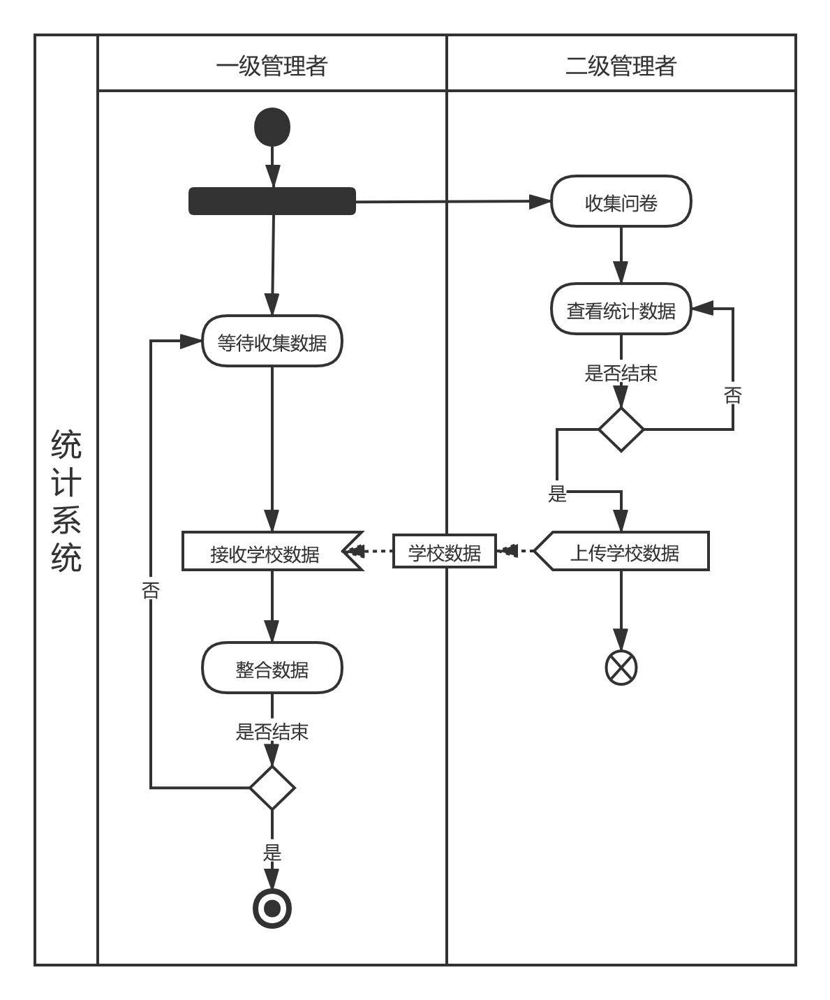 一级管理者
二级管理者
统计系统
收集问卷
查看统计数据
等待收集数据
是否结束
否
是
接收学校数据
学校数据
上传学校数据
否
整合数据
是否结束
是